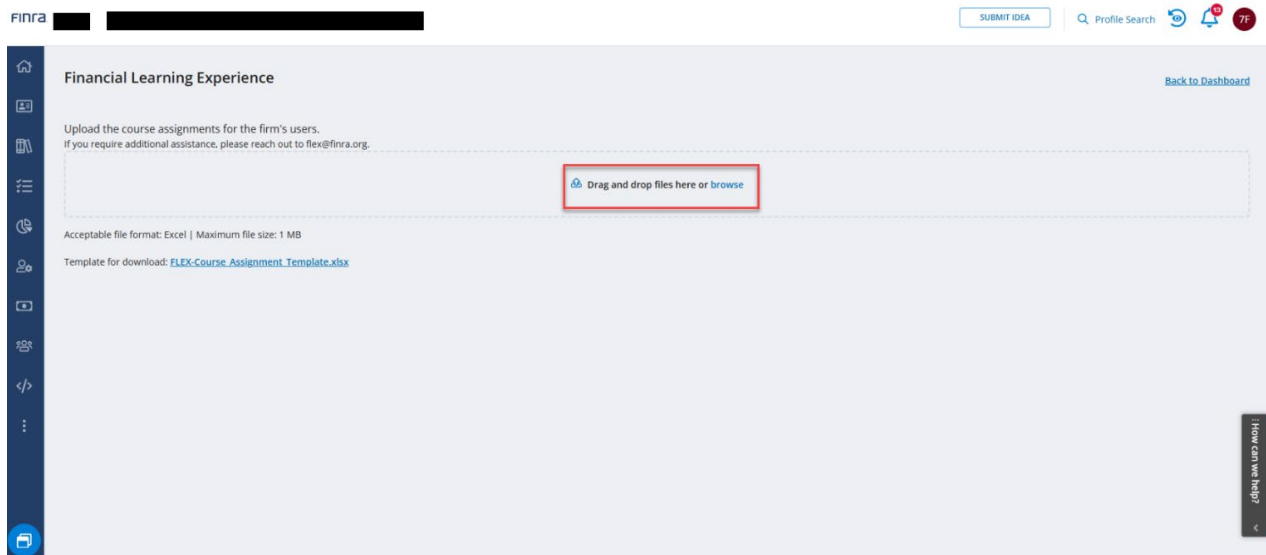 FINra
SUBMIT IDEA
Profile Search
13
7F
Financial Learning Experience
Back to Dashboard
Upload the course assignments for the firm's users.
If you require additional assistance, please reach out to flex@finra.org.
Drag and drop files here or browse
Acceptable file format: Excel | Maximum file size: 1 MB
Template for download: FLEX-Course_Assignment_Template.xlsx
How can we help?